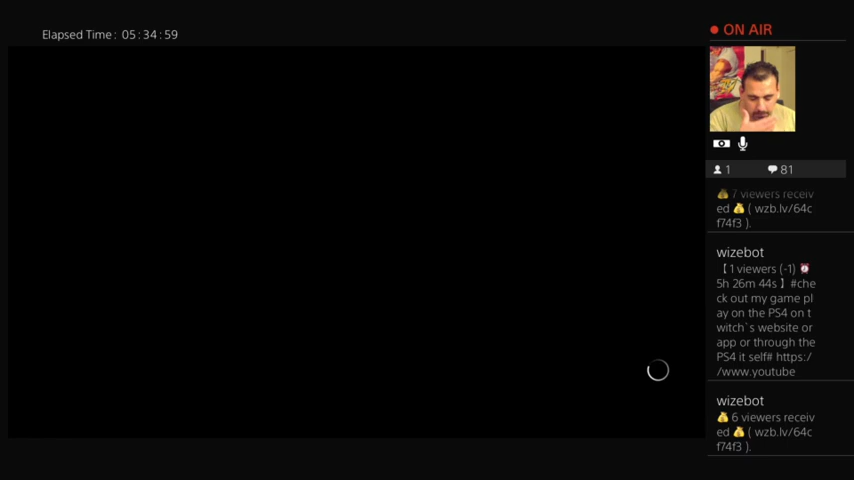 Elapsed Time: 05:34:59
ON AIR
1 81
💰 7 viewers receiv
ed 💰 ( wzb.lv/64c
f74f3 ).
wizebot
【 1 viewers (-1) ⏰
5h 26m 44s 】#che
ck out my game pl
ay on the PS4 on t
witch`s website or
app or through the
PS4 it self# https:/
/www.youtube
wizebot
💰 6 viewers receiv
ed 💰 ( wzb.lv/64c
f74f3 ).